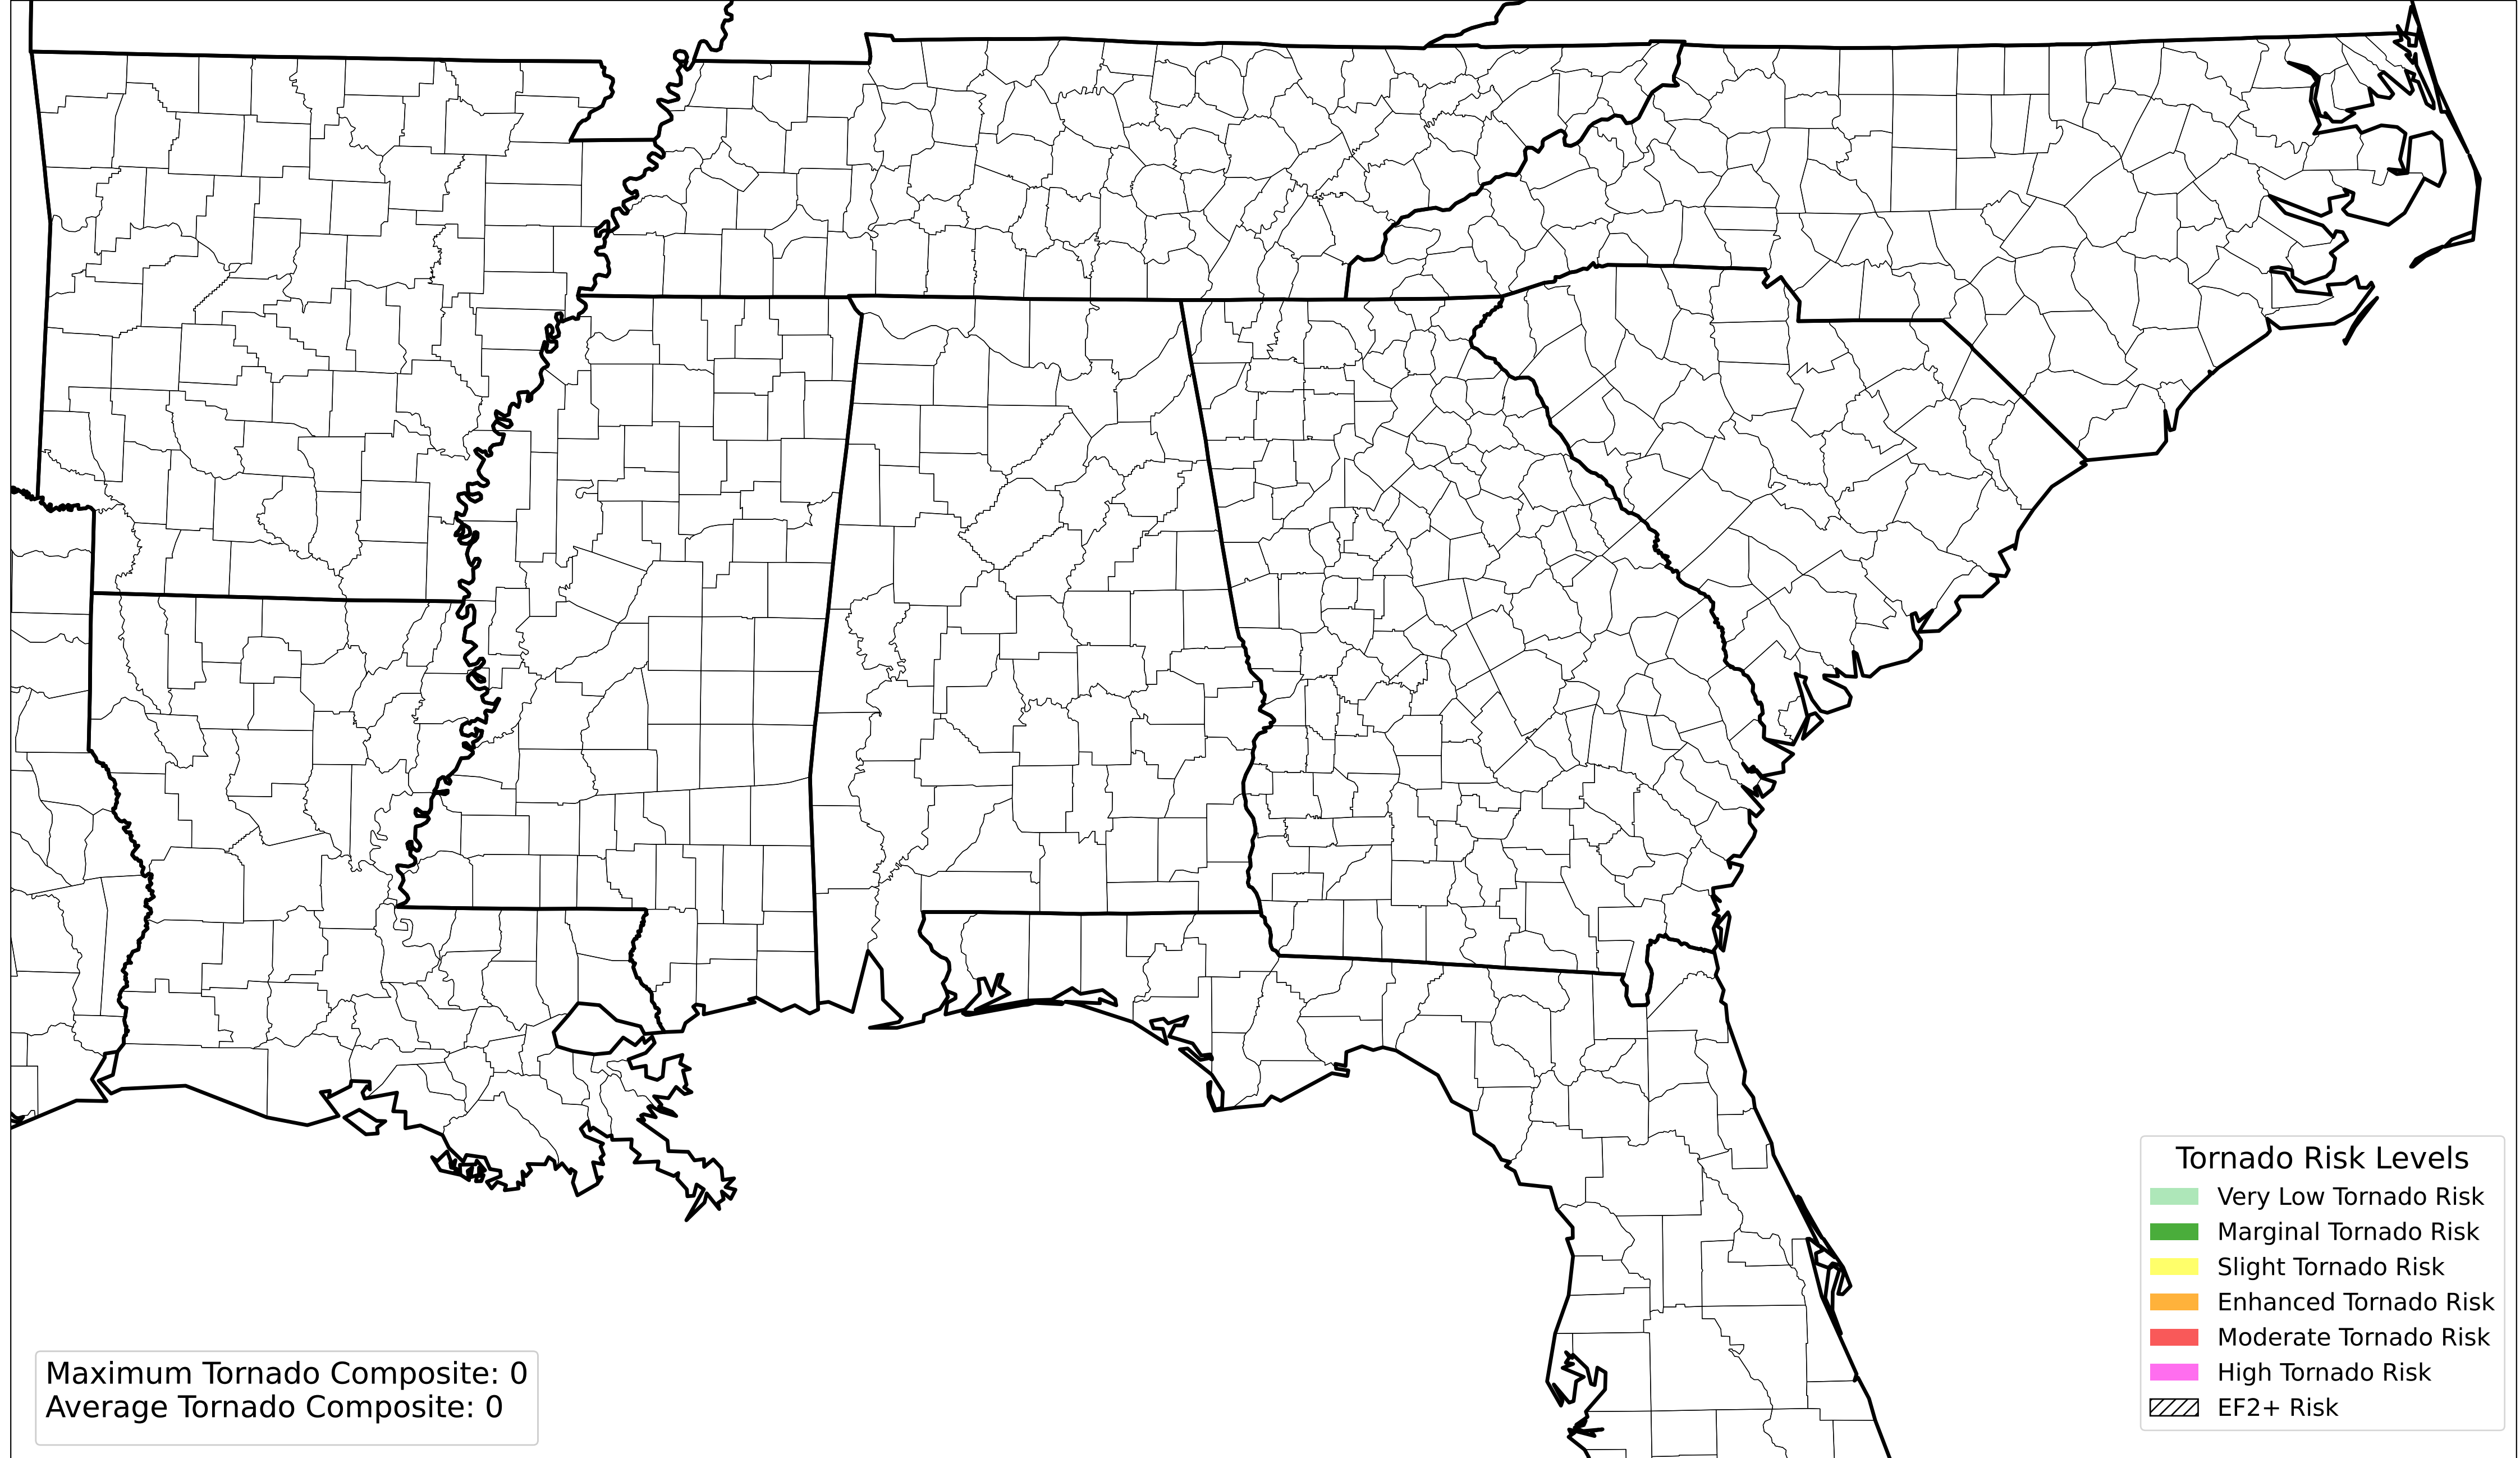 Tornado Risk Levels
Very Low Tornado Risk
Marginal Tornado Risk
Slight Tornado Risk
Enhanced Tornado Risk
Moderate Tornado Risk
High Tornado Risk
EF2+ Risk
Maximum Tornado Composite: 0
Average Tornado Composite: 0